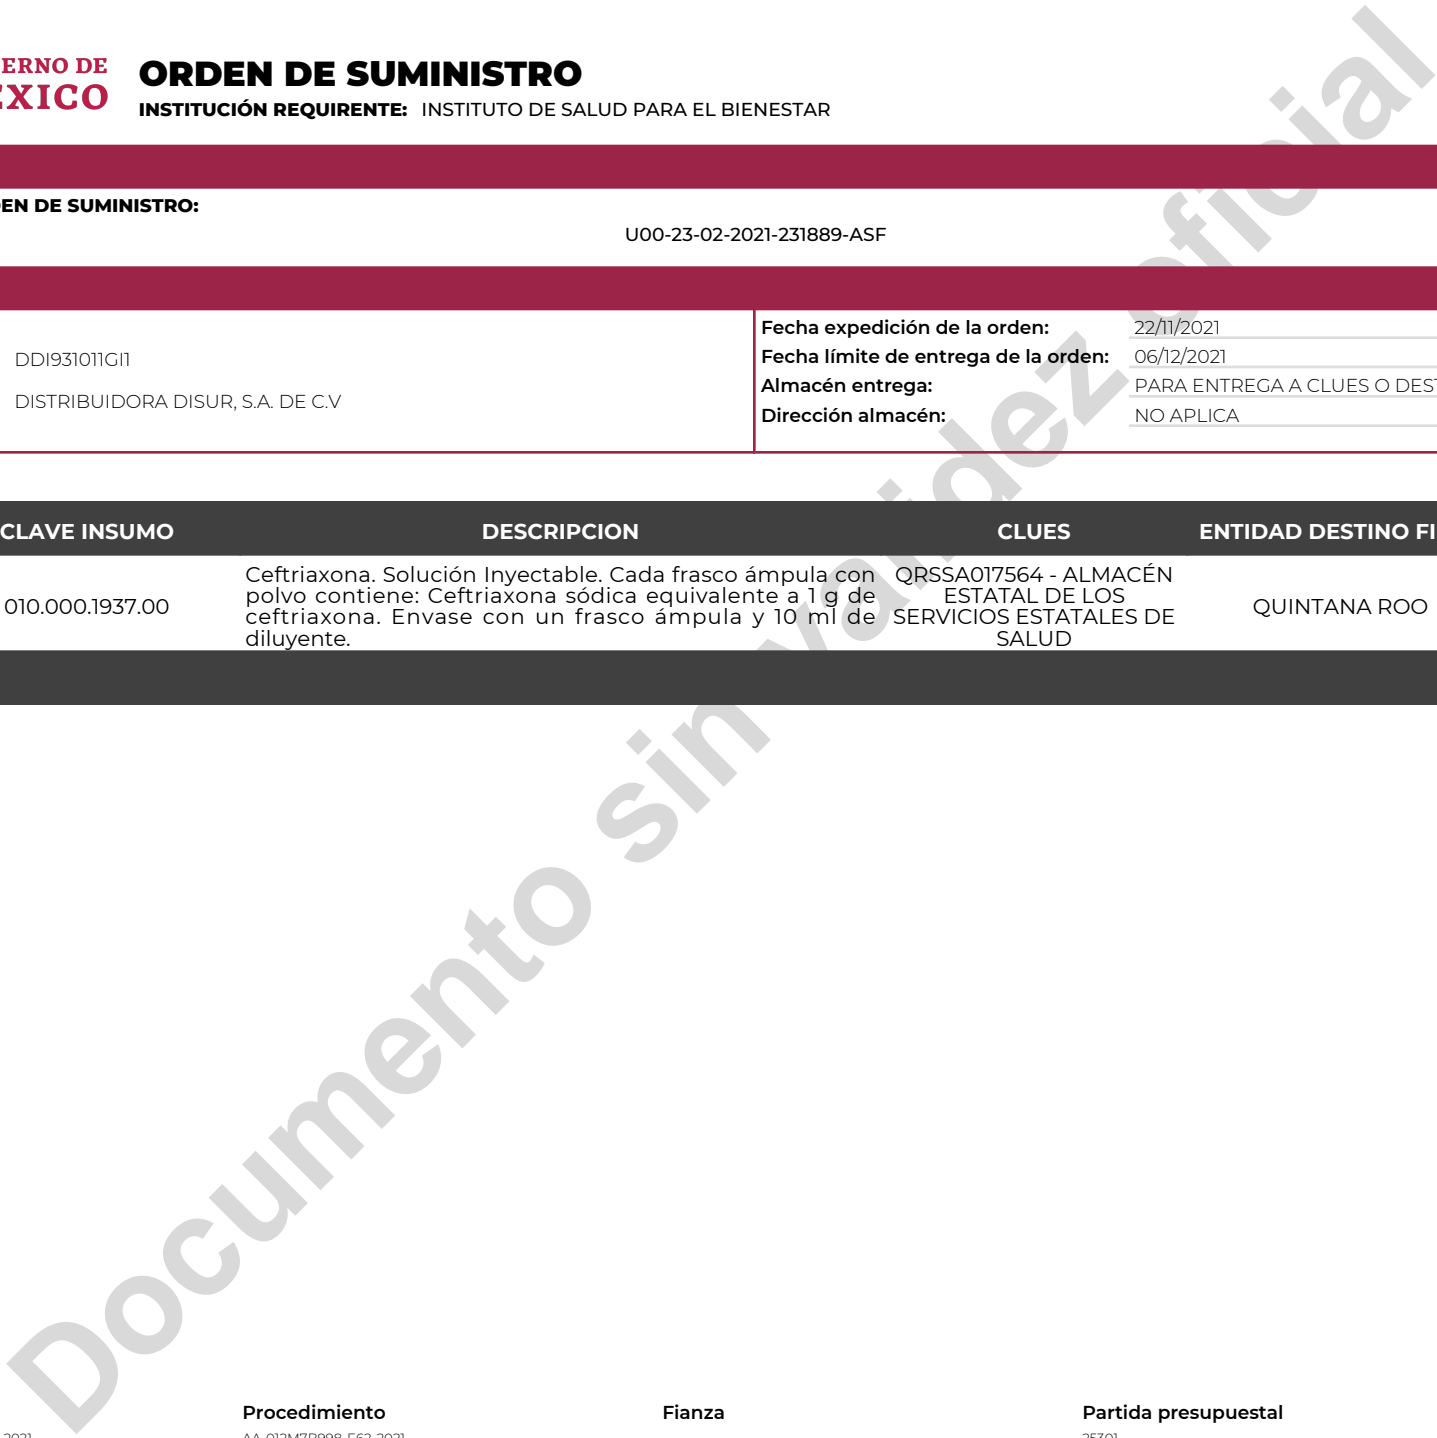 ERNO DE
ÉXICO
ORDEN DE SUMINISTRO
INSTITUCIÓN REQUIRENTE: INSTITUTO DE SALUD PARA EL BIENESTAR
EN DE SUMINISTRO:
U00-23-02-2021-231889-ASF
DDI931011GI1
DISTRIBUIDORA DISUR, S.A. DE C.V
Fecha expedición de la orden: 22/11/2021
Fecha límite de entrega de la orden: 06/12/2021
Almacén entrega: PARA ENTREGA A CLUES O DEST
Dirección almacén: NO APLICA
CLAVE INSUMO DESCRIPCION CLUES ENTIDAD DESTINO FI
010.000.1937.00
Ceftriaxona. Solución Inyectable. Cada frasco ámpula con
polvo contiene: Ceftriaxona sódica equivalente a 1 g de
ceftriaxona. Envase con un frasco ámpula y 10 ml de
diluyente.
QRSSA017564 - ALMACÉN
ESTATAL DE LOS
SERVICIOS ESTATALES DE
SALUD
QUINTANA ROO
Documento sin validez oficial
Procedimiento Fianza Partida presupuestal